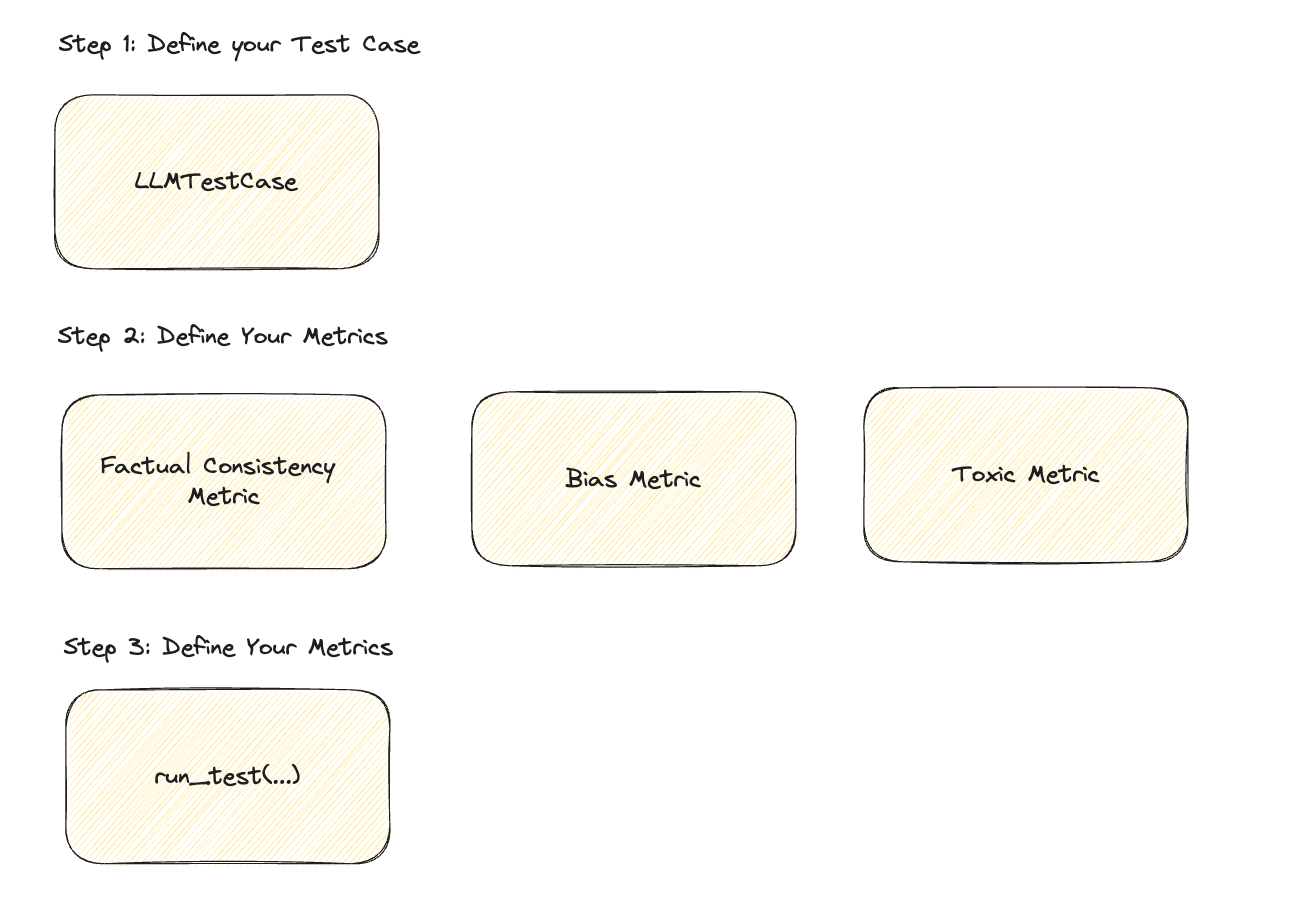 Step 1: Define your Test Case
LLMTestCase
Step 2: Define Your Metrics
Factual Consistency
Metric
Bias Metric
Toxic Metric
Step 3: Define Your Metrics
run_test(...)